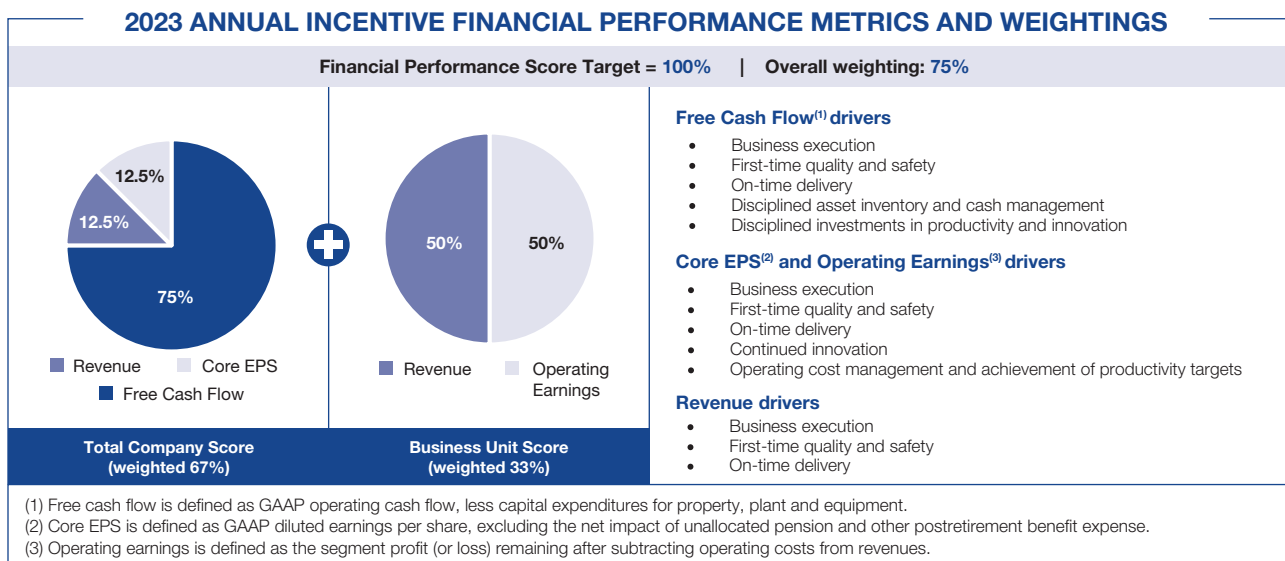 2023 ANNUAL INCENTIVE FINANCIAL PERFORMANCE METRICS AND WEIGHTINGS
Financial Performance Score Target = 100% | Overall weighting: 75%
12.5%
12.5%
75%
Revenue Core EPS
Free Cash Flow
Total Company Score
(weighted 67%)
50% 50%
Revenue Operating
Earnings
Business Unit Score
(weighted 33%)
Free Cash Flow(1) drivers
• Business execution
• First-time quality and safety
• On-time delivery
• Disciplined asset inventory and cash management
• Disciplined investments in productivity and innovation
Core EPS(2) and Operating Earnings(3) drivers
• Business execution
• First-time quality and safety
• On-time delivery
• Continued innovation
• Operating cost management and achievement of productivity targets
Revenue drivers
• Business execution
• First-time quality and safety
• On-time delivery
(1) Free cash flow is defined as GAAP operating cash flow, less capital expenditures for property, plant and equipment.
(2) Core EPS is defined as GAAP diluted earnings per share, excluding the net impact of unallocated pension and other postretirement benefit expense.
(3) Operating earnings is defined as the segment profit (or loss) remaining after subtracting operating costs from revenues.